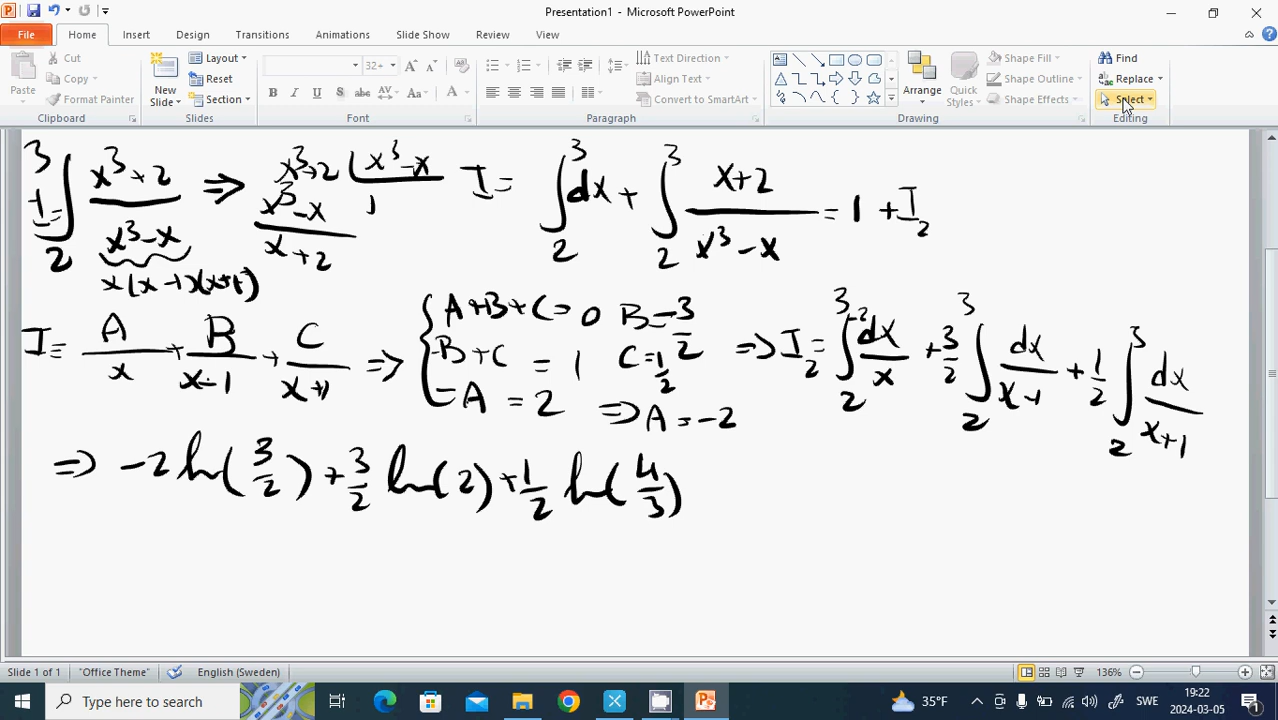 Presentation1 - Microsoft PowerPoint
File Home Insert Design Transitions Animations Slide Show Review View
Cut Layout 32 Text Direction Shape Fill Find
Copy Reset Align Text Shape Outline Replace
Paste Format Painter New Slide Section B I U S abc AV Aa A Convert to SmartArt Arrange Quick Styles Shape Effects Select
Clipboard Slides Font Paragraph Drawing Editing
I = ∫₂³ (x³+2)/(x³-x) ⇒ x³+2 | x³-x I = ∫₂³ dx + ∫₂³ (x+2)/(x³-x) = 1 + I₂
x³-x 1
x+2
x(x-1)(x+1)
I = A/x + B/(x-1) + C/(x+1) ⇒ { A+B+C = 0 B = 3/2 ⇒ I₂ = ∫₂³ -2 dx/x + 3/2 ∫₂³ dx/(x-1) + 1/2 ∫₂³ dx/(x+1)
B+C = 1 C = 1/2
-A = 2 ⇒ A = -2
⇒ -2 ln(3/2) + 3/2 ln(2) + 1/2 ln(4/3)
Slide 1 of 1 "Office Theme" English (Sweden) 136%
Type here to search 35°F SWE 19:22
2024-03-05 1